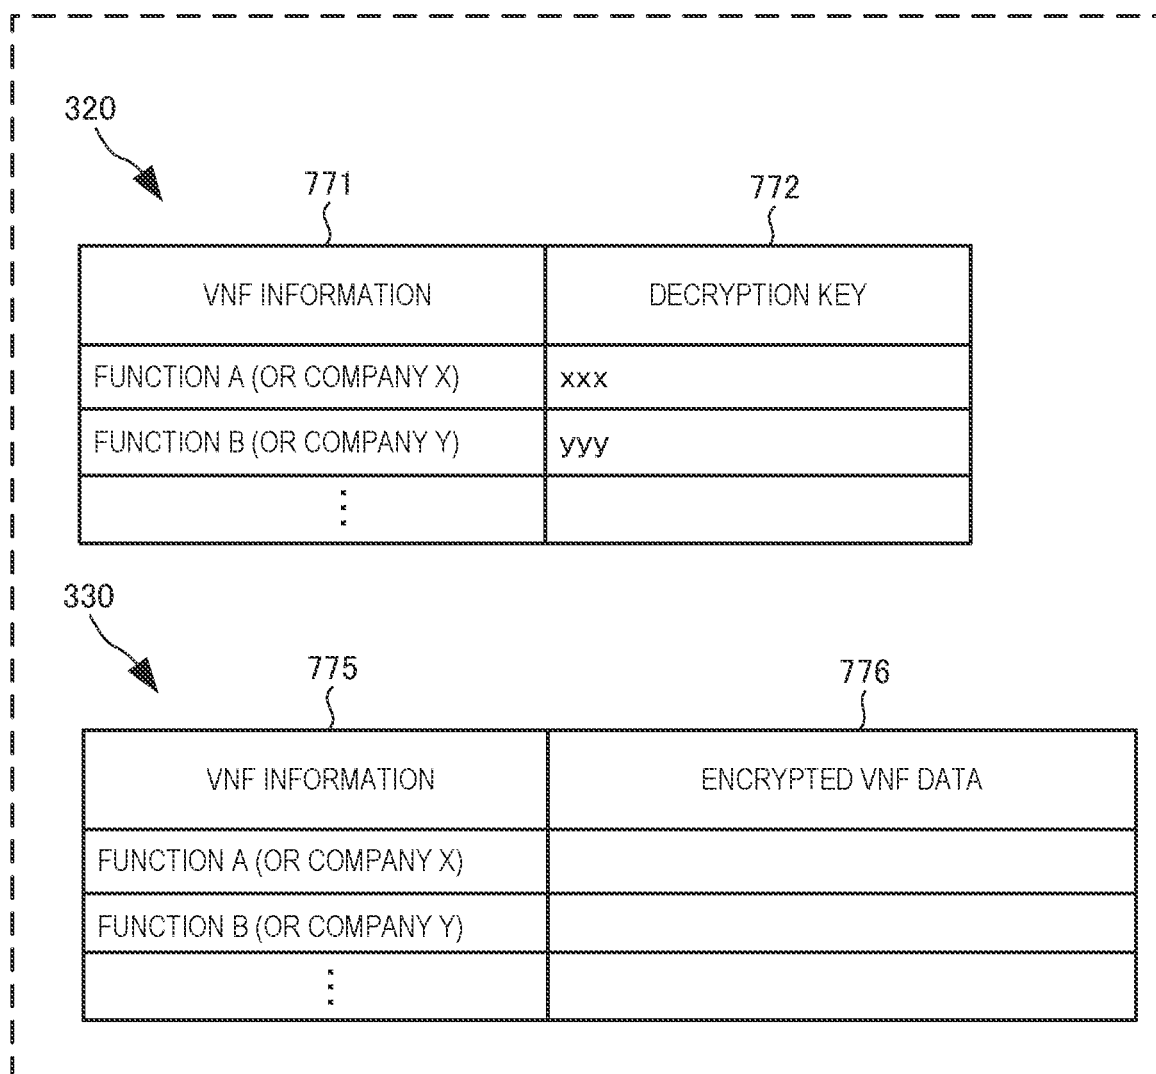 320
771
772
VNF INFORMATION
DECRYPTION KEY
FUNCTION A (OR COMPANY X)
xxx
FUNCTION B (OR COMPANY Y)
yyy
330
775
776
VNF INFORMATION
ENCRYPTED VNF DATA
FUNCTION A (OR COMPANY X)
FUNCTION B (OR COMPANY Y)